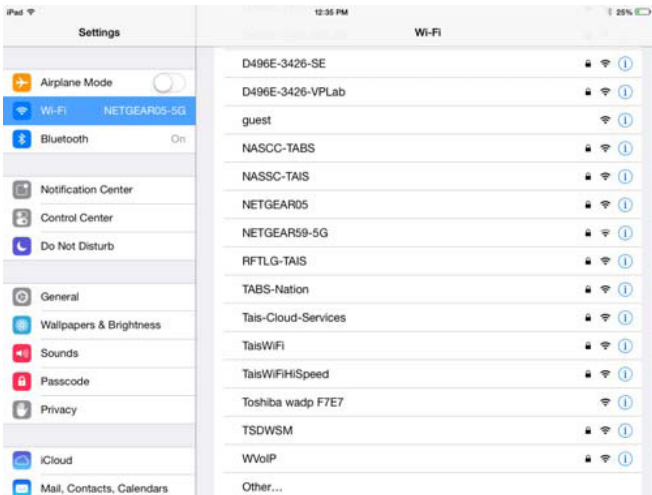 iPad 12:35 PM 25%
Settings
Wi-Fi
Airplane Mode
Wi-Fi NETGEAR05-5G
Bluetooth On
Notification Center
Control Center
Do Not Disturb
General
Wallpapers & Brightness
Sounds
Passcode
Privacy
iCloud
Mail, Contacts, Calendars
D496E-3426-SE
D496E-3426-VPLab
guest
NASCC-TABS
NASSC-TAIS
NETGEAR05
NETGEAR59-5G
RFTLG-TAIS
TABS-Nation
Tais-Cloud-Services
TaisWiFi
TaisWiFiHiSpeed
Toshiba wadp F7E7
TSDWSM
WVoIP
Other...